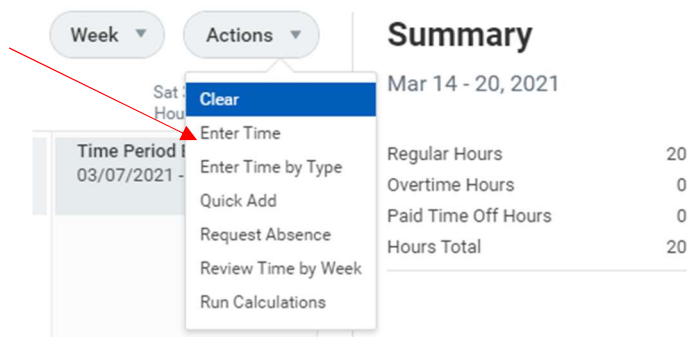 Week
Actions
Sat
Hou
Time Period
03/07/2021 -
Clear
Enter Time
Enter Time by Type
Quick Add
Request Absence
Review Time by Week
Run Calculations
Summary
Mar 14 - 20, 2021
Regular Hours 20
Overtime Hours 0
Paid Time Off Hours 0
Hours Total 20